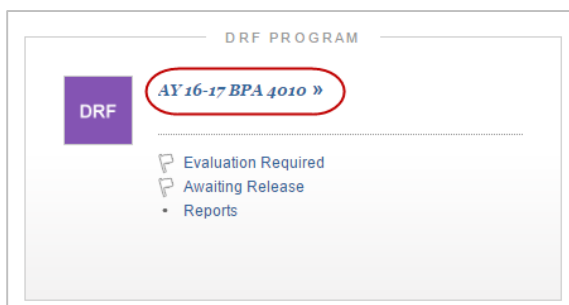 DRF PROGRAM
AY 16-17 BPA 4010 »
DRF
Evaluation Required
Awaiting Release
• Reports